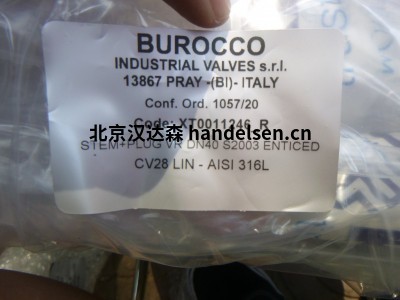 BUROCCO
INDUSTRIAL VALVES s.r.l.
13867 PRAY -(BI)- ITALY
Conf. Ord. 1057/20
Code: XT0011246_R
北京汉达森 handelsen.cn
STEM+PLUG VR DN40 S2003 ENTICED
CV28 LIN - AISI 316L